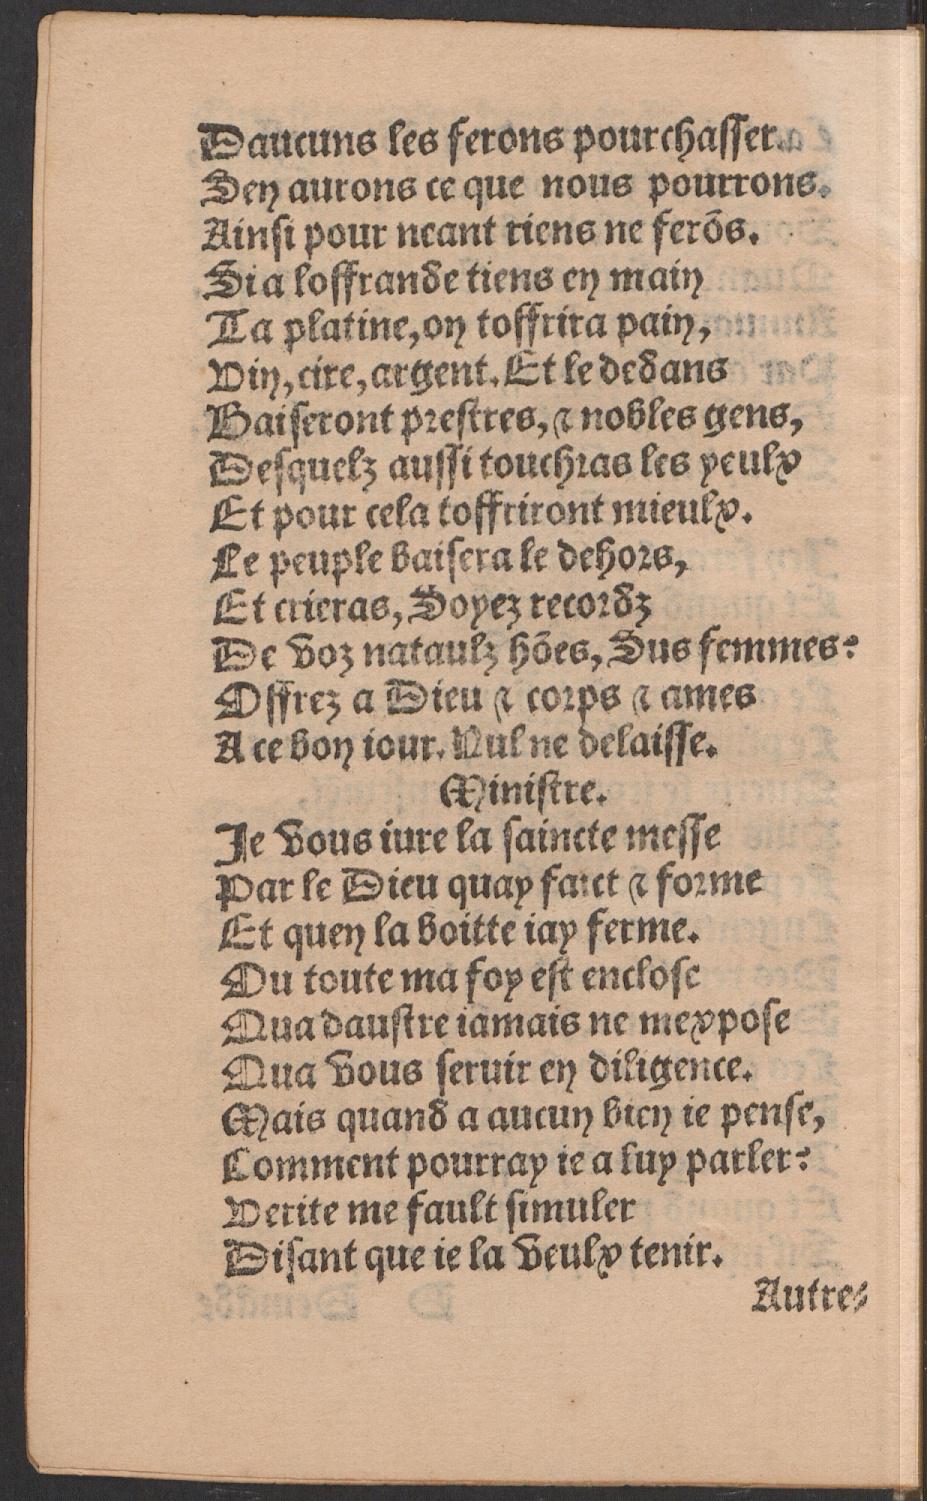 Daucuns les ferons pourchasser.
Sen aurons ce que nous pourrons.
Ainsi pour neant riens ne ferõs.
Si a loffrande tiens en main
Ta platine, on toffrira pain,
Vin, cire, argent. Et le dedans
Baiseront prestres, & nobles gens,
Desquelz aussi touchras les yeulx
Et pour cela toffriront mieulx.
Le peuple baisera le dehors,
Et crieras, Soyez recordz
De voz nataulz hões, Sus femmes:
Offrez a Dieu & corps & ames
A ce bon iour. Nul ne delaisse.
Ministre.
Je vous iure la saincte messe
Par le Dieu quay faict & forme
Et quen la boitte iay ferme.
Ou toute ma foy est enclose
Qua daustre iamais ne mexpose
Qua vous seruir en diligence.
Mais quand a aucun bien ie pense,
Comment pourray ie a luy parler:
Verite me fault simuler
Disant que ie la veulx tenir.
Autre⸗